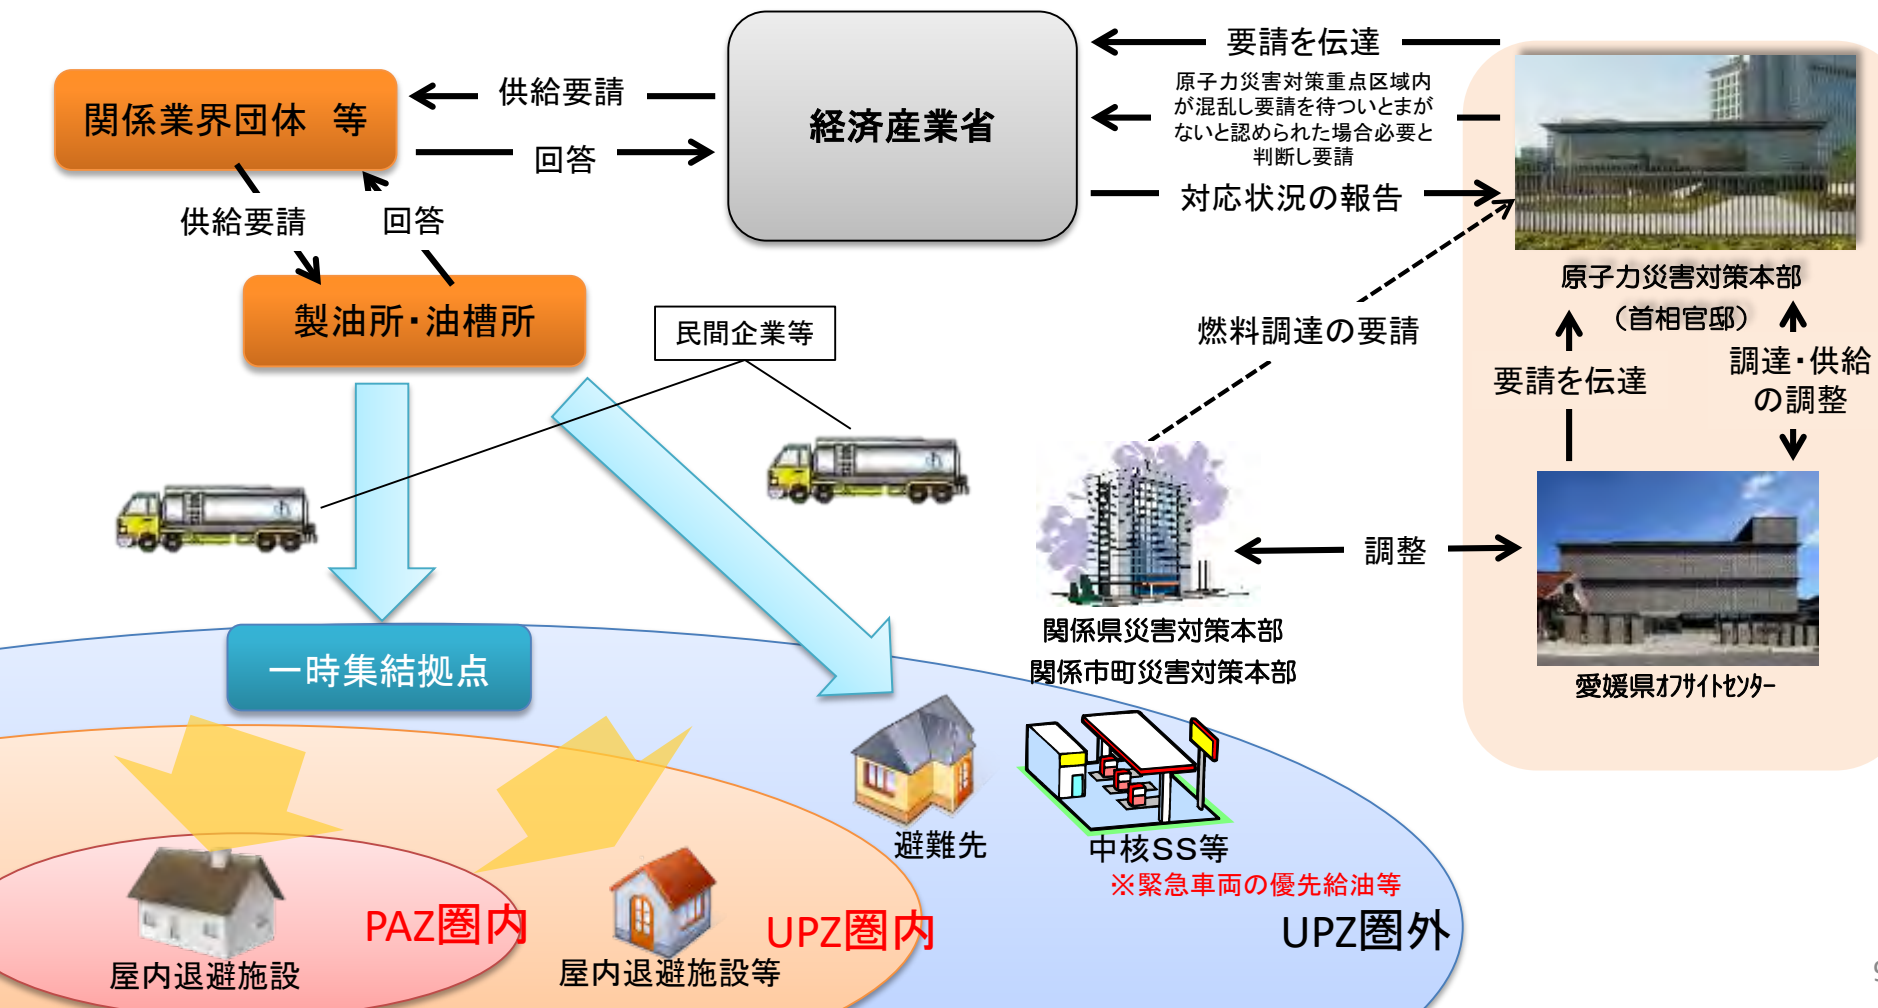 要請を伝達
原子力災害対策重点区域内
が混乱し要請を待ついとまが
ないと認められた場合必要と
判断し要請
対応状況の報告
供給要請
回答
関係業界団体　等
経済産業省
供給要請
回答
製油所・油槽所
民間企業等
燃料調達の要請
原子力災害対策本部
（首相官邸）
要請を伝達
調達・供給
の調整
調整
関係県災害対策本部
関係市町災害対策本部
愛媛県オフサイトセンター
一時集結拠点
避難先
中核SS等
※緊急車両の優先給油等
PAZ圏内
UPZ圏内
UPZ圏外
屋内退避施設
屋内退避施設等